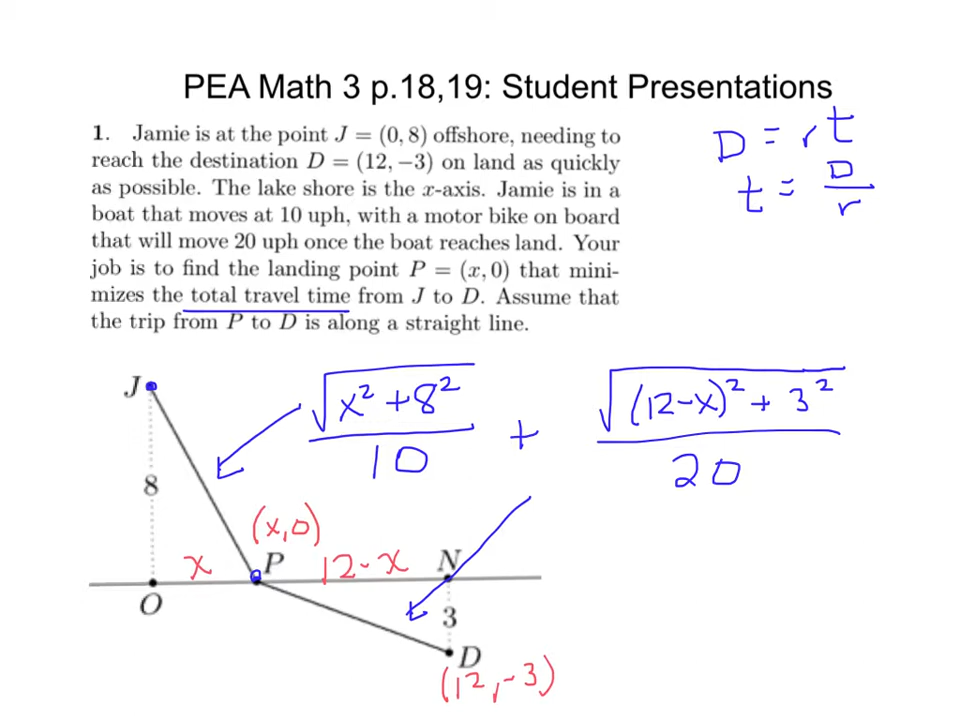 PEA Math 3 p.18,19: Student Presentations
1. Jamie is at the point J = (0, 8) offshore, needing to
reach the destination D = (12, −3) on land as quickly
as possible. The lake shore is the x-axis. Jamie is in a
boat that moves at 10 uph, with a motor bike on board
that will move 20 uph once the boat reaches land. Your
job is to find the landing point P = (x, 0) that mini-
mizes the total travel time from J to D. Assume that
the trip from P to D is along a straight line.
D = rt
t = D/r
J
√(x² + 8²)/10 + √((12-x)² + 3²)/20
8
(x,0)
x P 12-x N
O
3
D
(12,-3)